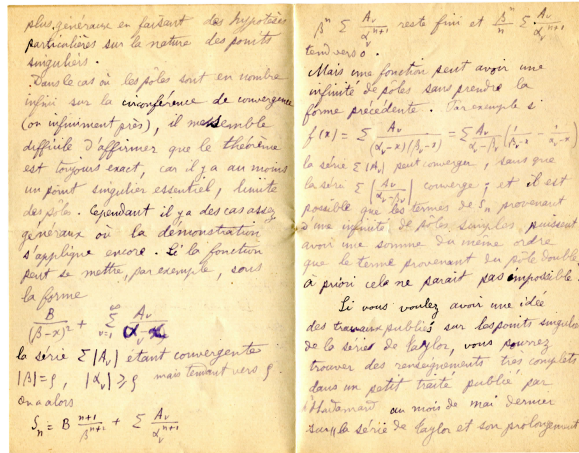 plus généraux en faisant des hypothèses
particulières sur la nature des points
singuliers.
Dans le cas où les pôles sont en nombre
infini sur la circonférence de convergence
(ou infiniment près), il me semble
difficile d'affirmer que le théorème
est toujours exact, car il y a au moins
un point singulier essentiel, limite
des pôles. Cependant il y a des cas assez
généraux où la démonstration
s'applique encore. Si la fonction
peut se mettre, par exemple, sous
la forme
B/(β-x)² + Σ_{ν=1}^{∞} A_ν/(α_ν-x)
la série Σ|A_ν| étant convergente
|β|=ρ, |α_ν| ≥ ρ mais tendant vers ρ.
On a alors
S_n = B (n+1)/β^{n+1} + Σ A_ν/α_ν^{n+1}
β^n Σ A_ν/α_ν^{n+1} reste fini et β^n/n Σ A_ν/α_ν^{n+1}
tend vers 0.
Mais une fonction peut avoir une
infinité de pôles sans prendre la
forme précédente. Par exemple si
f(x) = Σ A_ν/((α_ν-x)(β_ν-x)) = Σ A_ν/(α_ν-β_ν) (1/(β_ν-x) - 1/(α_ν-x))
la série Σ|A_ν| peut converger, sans que
la série Σ|A_ν/(α_ν-β_ν)| converge; et il est
possible que les termes de S_n provenant
d'une infinité de pôles simples, puissent
avoir une somme du même ordre
que le terme provenant du pôle double
à priori cela ne parait pas impossible.
Si vous voulez avoir une idée
des travaux publiés sur les points singuliers
de la série de Taylor, vous pourrez
trouver des renseignements très complets
dans un petit traité publié par
Hadamard au mois de mai dernier
sur "la série de Taylor et son prolongement